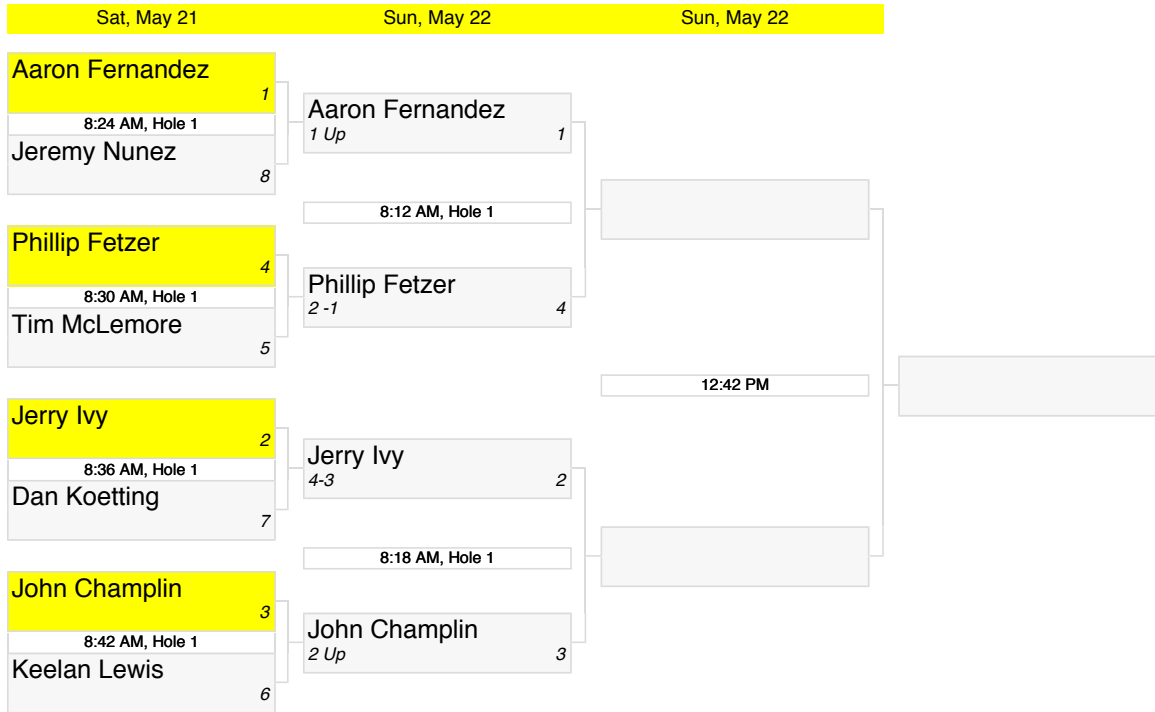 Sat, May 21
Sun, May 22
Sun, May 22
Aaron Fernandez
1
8:24 AM, Hole 1
Jeremy Nunez
8
Phillip Fetzer
4
8:30 AM, Hole 1
Tim McLemore
5
Jerry Ivy
2
8:36 AM, Hole 1
Dan Koetting
7
John Champlin
3
8:42 AM, Hole 1
Keelan Lewis
6
Aaron Fernandez
1 Up 1
8:12 AM, Hole 1
Phillip Fetzer
2 -1 4
Jerry Ivy
4-3 2
8:18 AM, Hole 1
John Champlin
2 Up 3
12:42 PM